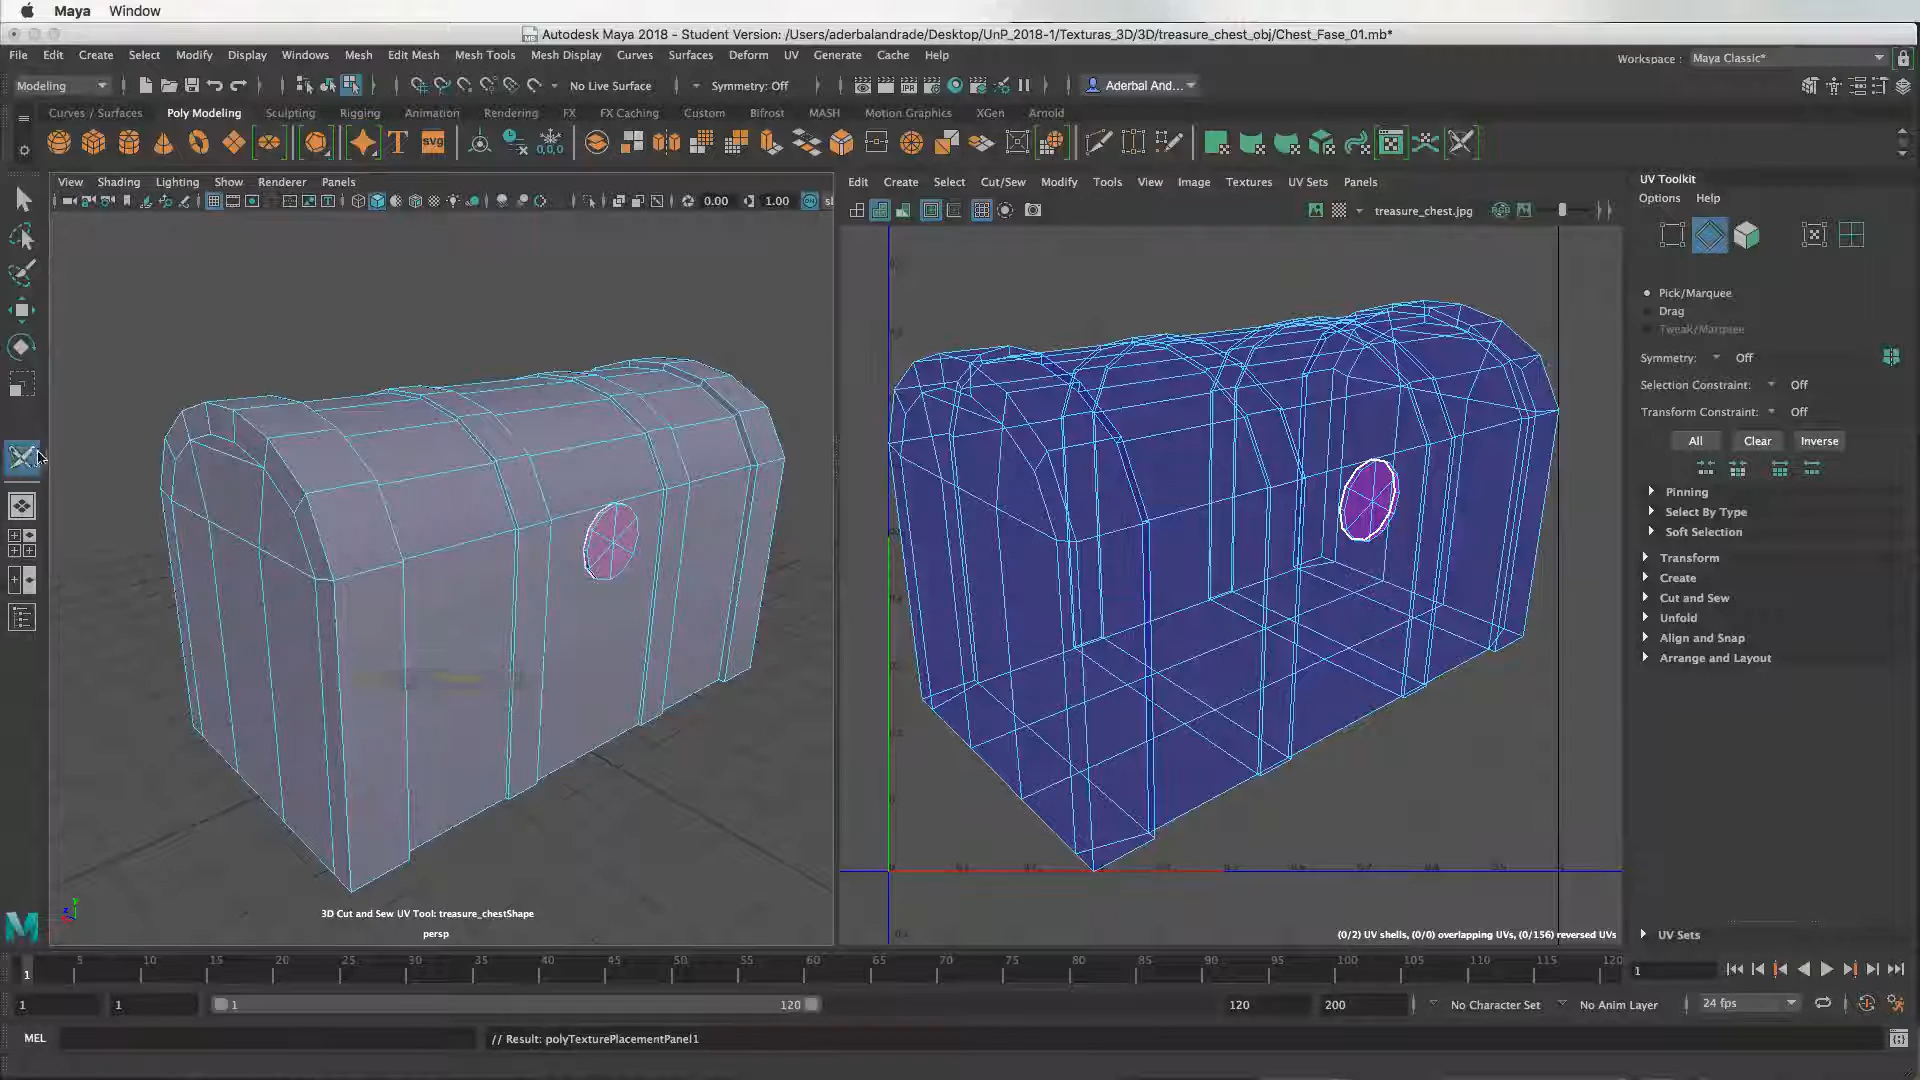 Maya Window
Autodesk Maya 2018 - Student Version: /Users/aderbalandrade/Desktop/UnP_2018-1/Texturas_3D/3D/treasure_chest_obj/Chest_Fase_01.mb*
File Edit Create Select Modify Display Windows Mesh Edit Mesh Mesh Tools Mesh Display Curves Surfaces Deform UV Generate Cache Help
Workspace : Maya Classic*
Modeling No Live Surface Symmetry: Off Aderbal And...
Curves / Surfaces Poly Modeling Sculpting Rigging Animation Rendering FX FX Caching Custom Bifrost MASH Motion Graphics XGen Arnold
T SVG 0,0,0
View Shading Lighting Show Renderer Panels
0.00 1.00
Edit Create Select Cut/Sew Modify Tools View Image Textures UV Sets Panels
treasure_chest.jpg
UV Toolkit
Options Help
Pick/Marquee
Drag
Tweak/Marquee
Symmetry: Off
Selection Constraint: Off
Transform Constraint: Off
All Clear Inverse
Pinning
Select By Type
Soft Selection
Transform
Create
Cut and Sew
Unfold
Align and Snap
Arrange and Layout
3D Cut and Sew UV Tool: treasure_chestShape
persp
(0/2) UV shells, (0/0) overlapping UVs, (0/156) reversed UVs
UV Sets
5 10 15 20 25 30 35 40 45 50 55 60 65 70 75 80 85 90 95 100 105 110 115 120
1
1
1 1 1 120 120 200 No Character Set No Anim Layer 24 fps
MEL // Result: polyTexturePlacementPanel1